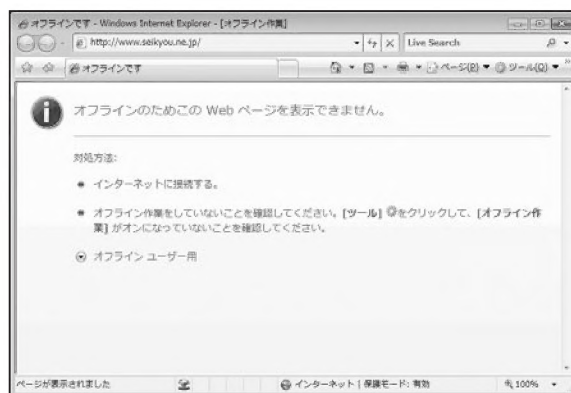 オフラインです - Windows Internet Explorer - [オフライン作業]
http://www.seikyou.ne.jp/
Live Search
オフラインです
ページ(P) ツール(O)
オフラインのためこの Web ページを表示できません。
対処方法:
インターネットに接続する。
オフライン作業をしていないことを確認してください。[ツール] をクリックして、[オフライン作
業] がオンになっていないことを確認してください。
オフライン ユーザー用
ページが表示されました
インターネット | 保護モード: 有効
100%